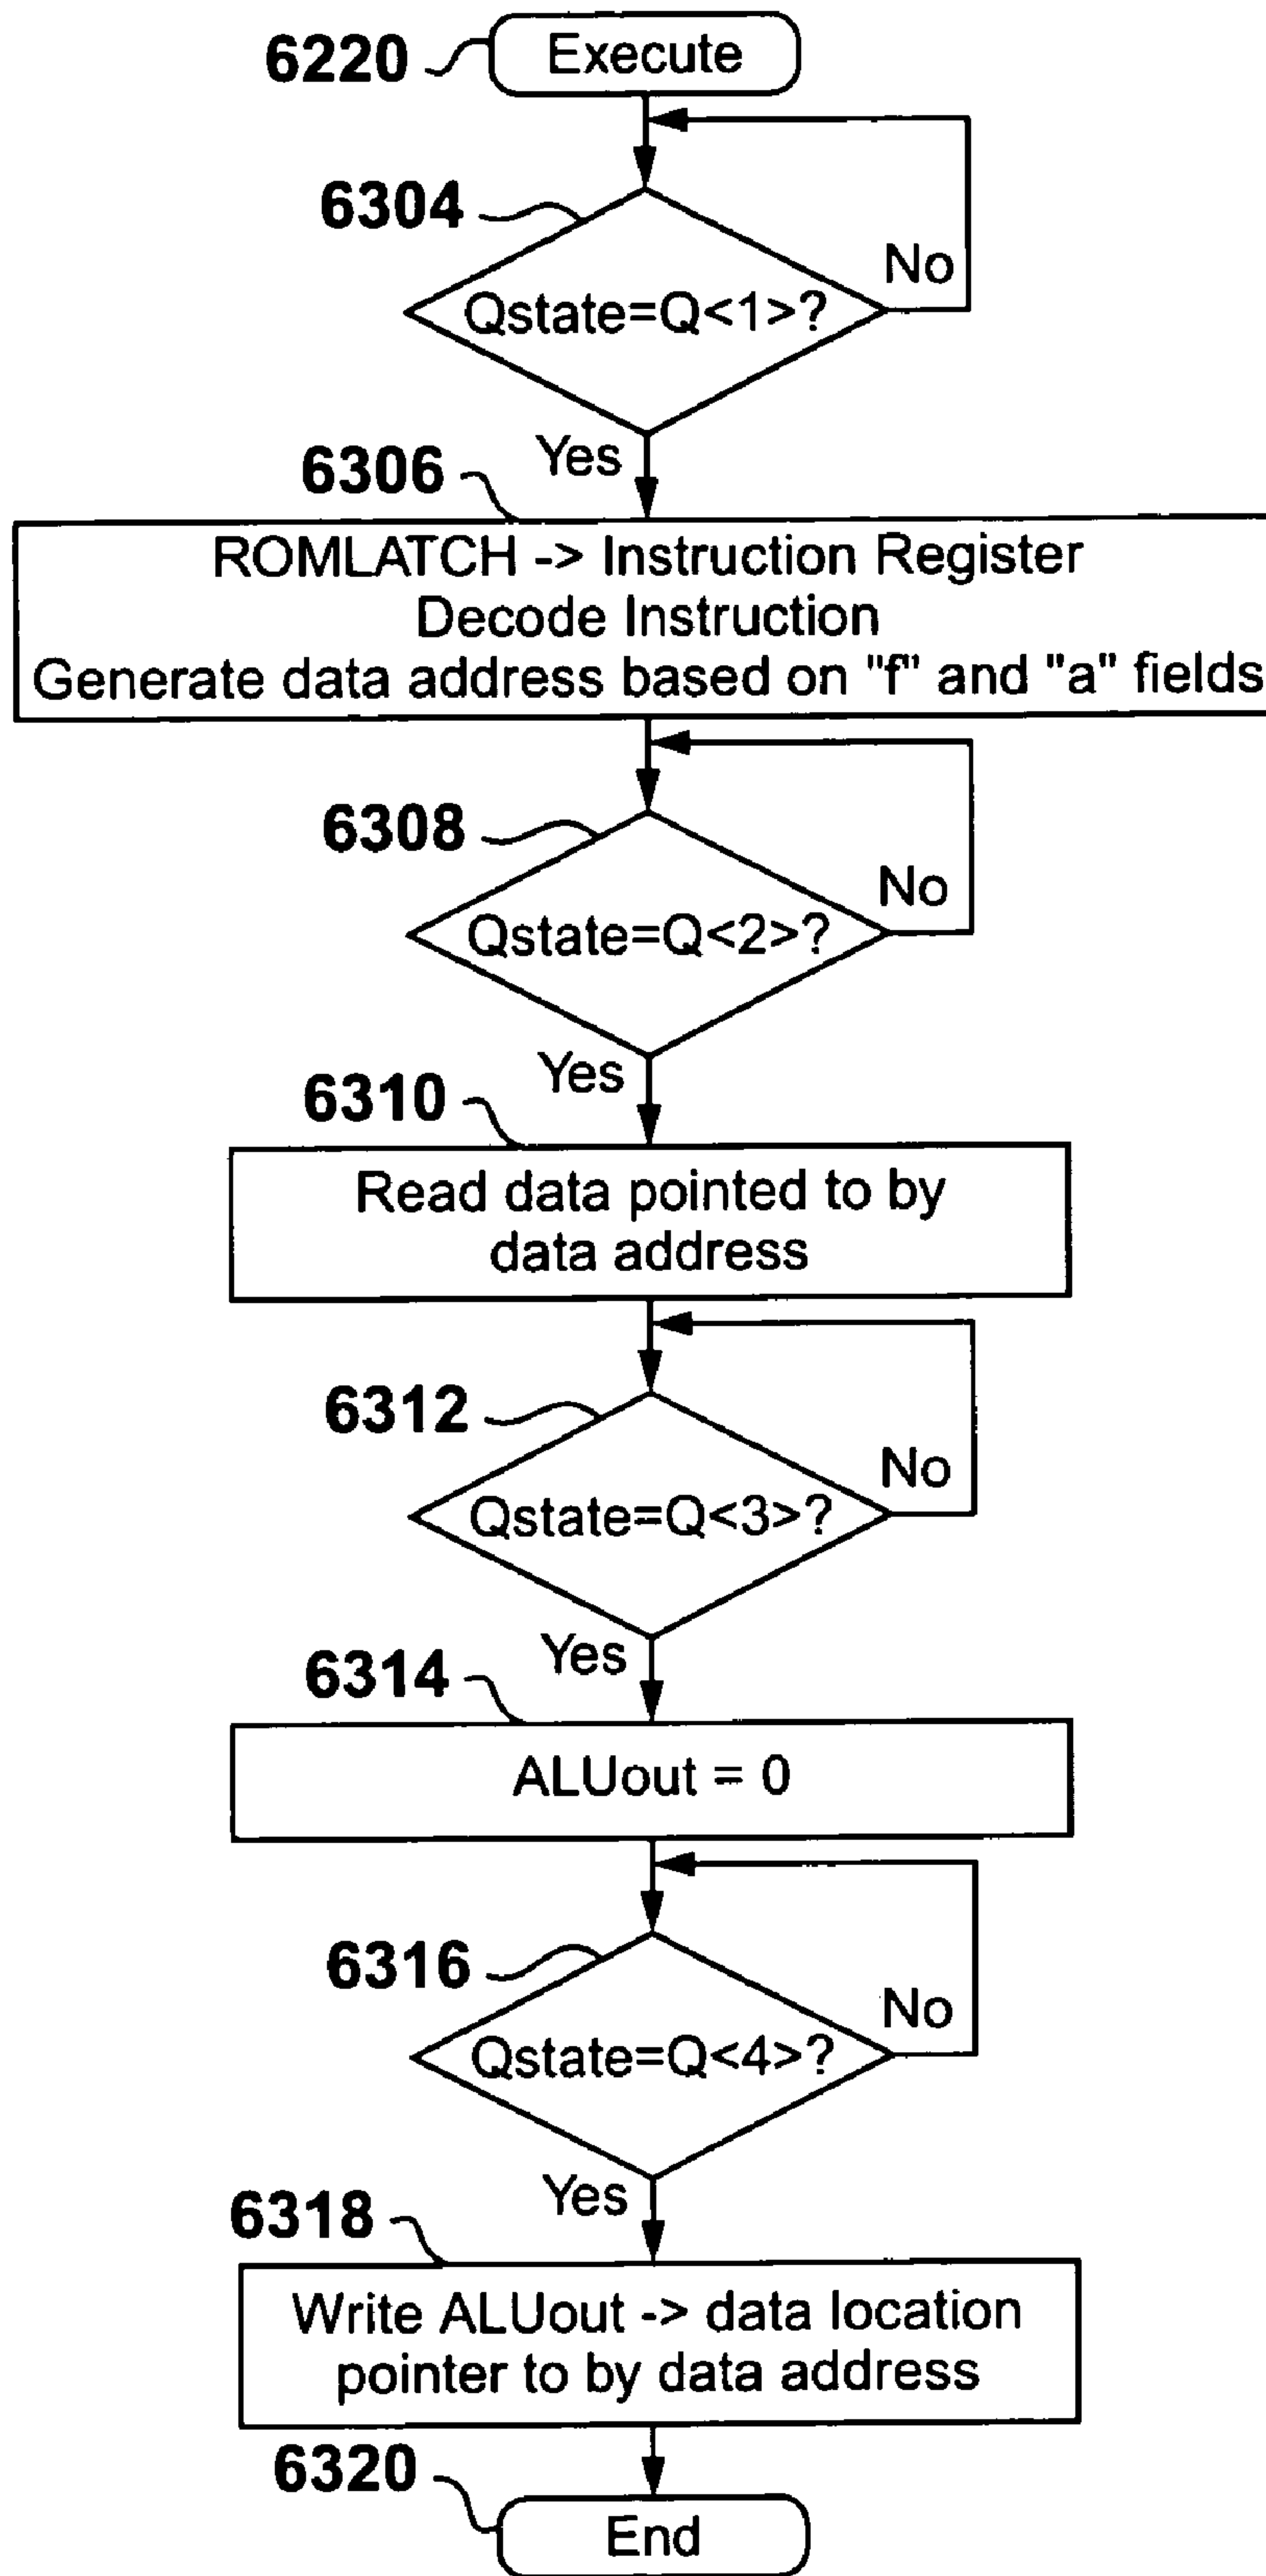 6220
Execute
6304
No
Qstate=Q<1>?
Yes
6306
ROMLATCH -> Instruction Register
Decode Instruction
Generate data address based on "f" and "a" fields
6308
No
Qstate=Q<2>?
Yes
6310
Read data pointed to by
data address
6312
No
Qstate=Q<3>?
Yes
6314
ALUout = 0
6316
No
Qstate=Q<4>?
Yes
6318
Write ALUout -> data location
pointer to by data address
6320
End